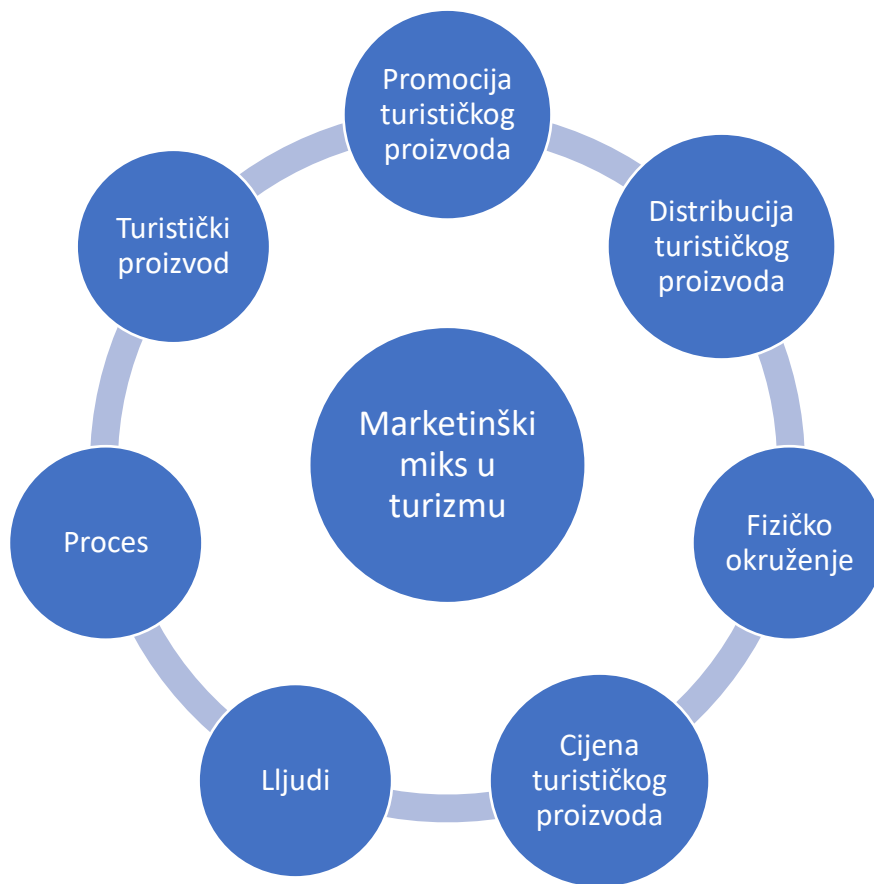 Promocija
turističkog
proizvoda
Distribucija
turističkog
proizvoda
Fizičko
okruženje
Cijena
turističkog
proizvoda
Lljudi
Proces
Turistički
proizvod
Marketinški
miks u
turizmu